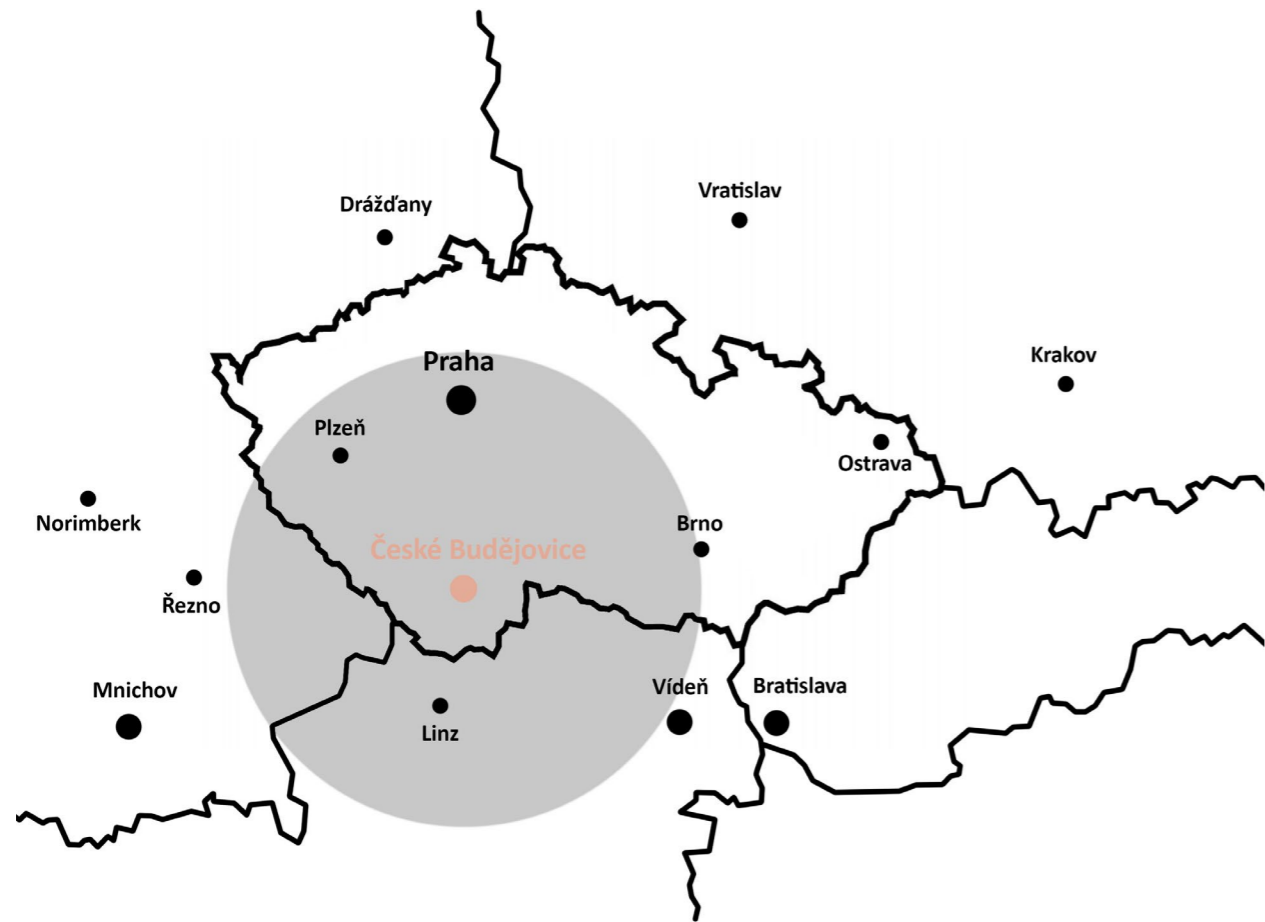 Vratislav
Drážďany
Krakov
Praha
Plzeň
Ostrava
Norimberk
Brno
České Budějovice
Řezno
Mnichov
Vídeň
Bratislava
Linz